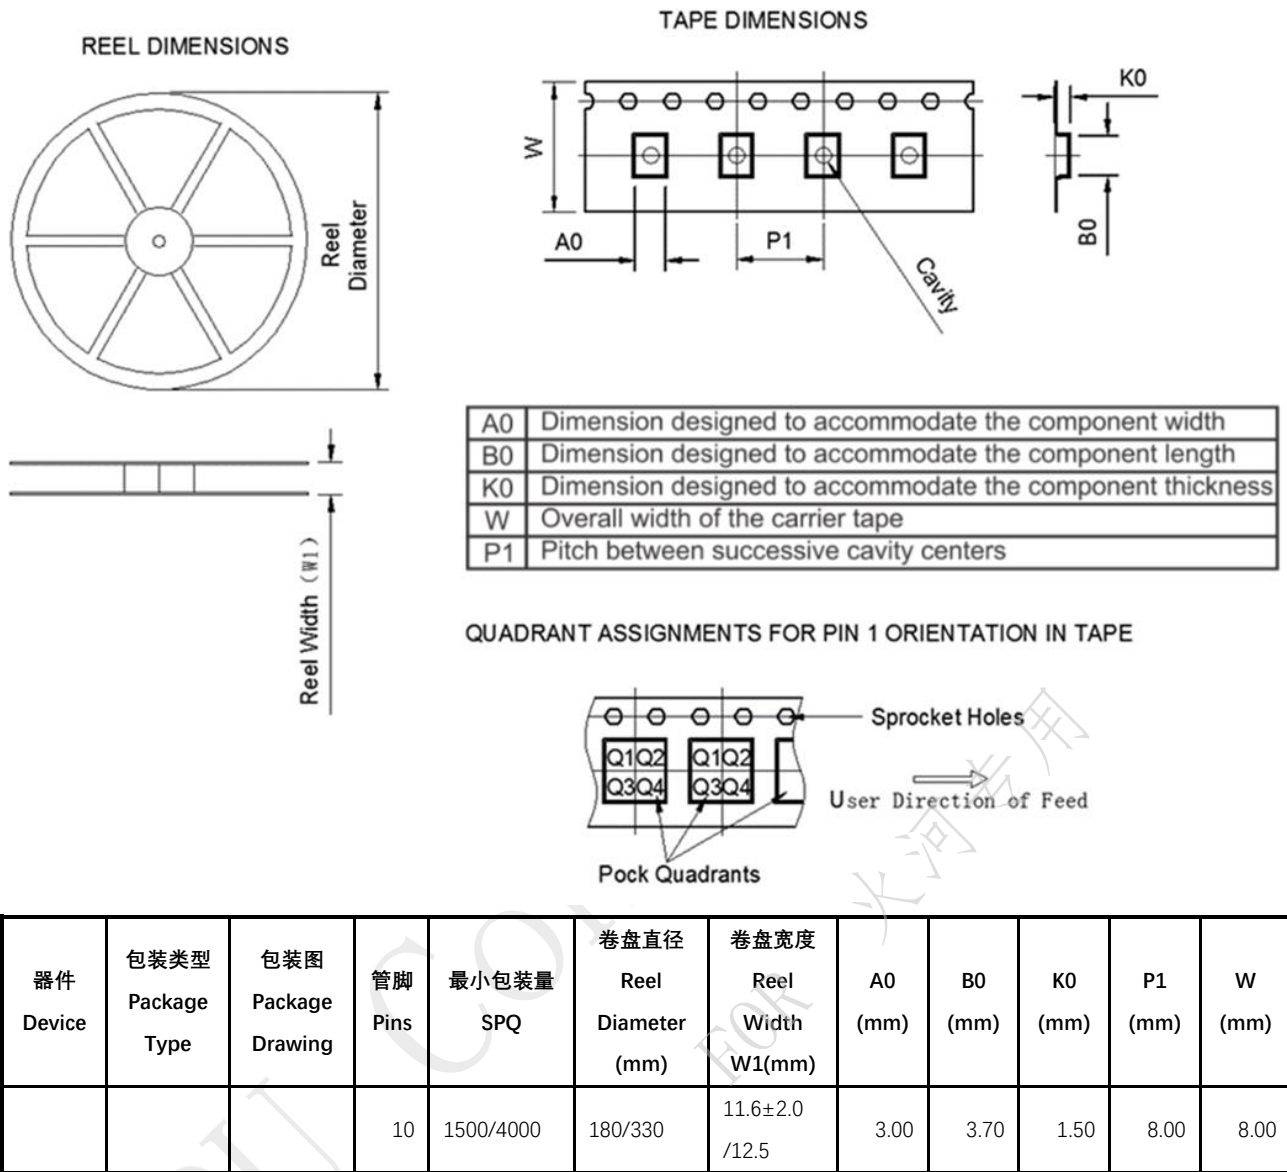 REEL DIMENSIONS
TAPE DIMENSIONS
Reel
Diameter
W
A0
P1
Cavity
K0
B0
Reel Width (W1)
A0 Dimension designed to accommodate the component width
B0 Dimension designed to accommodate the component length
K0 Dimension designed to accommodate the component thickness
W Overall width of the carrier tape
P1 Pitch between successive cavity centers
QUADRANT ASSIGNMENTS FOR PIN 1 ORIENTATION IN TAPE
Sprocket Holes
Q1 Q2 Q1 Q2
Q3 Q4 Q3 Q4
User Direction of Feed
Pock Quadrants
火河 专用
FOR
器件
Device
包装类型
Package
Type
包装图
Package
Drawing
管脚
Pins
最小包装量
SPQ
卷盘直径
Reel
Diameter
(mm)
卷盘宽度
Reel
Width
W1(mm)
A0
(mm)
B0
(mm)
K0
(mm)
P1
(mm)
W
(mm)
10 1500/4000 180/330 11.6±2.0
/12.5
3.00 3.70 1.50 8.00 8.00